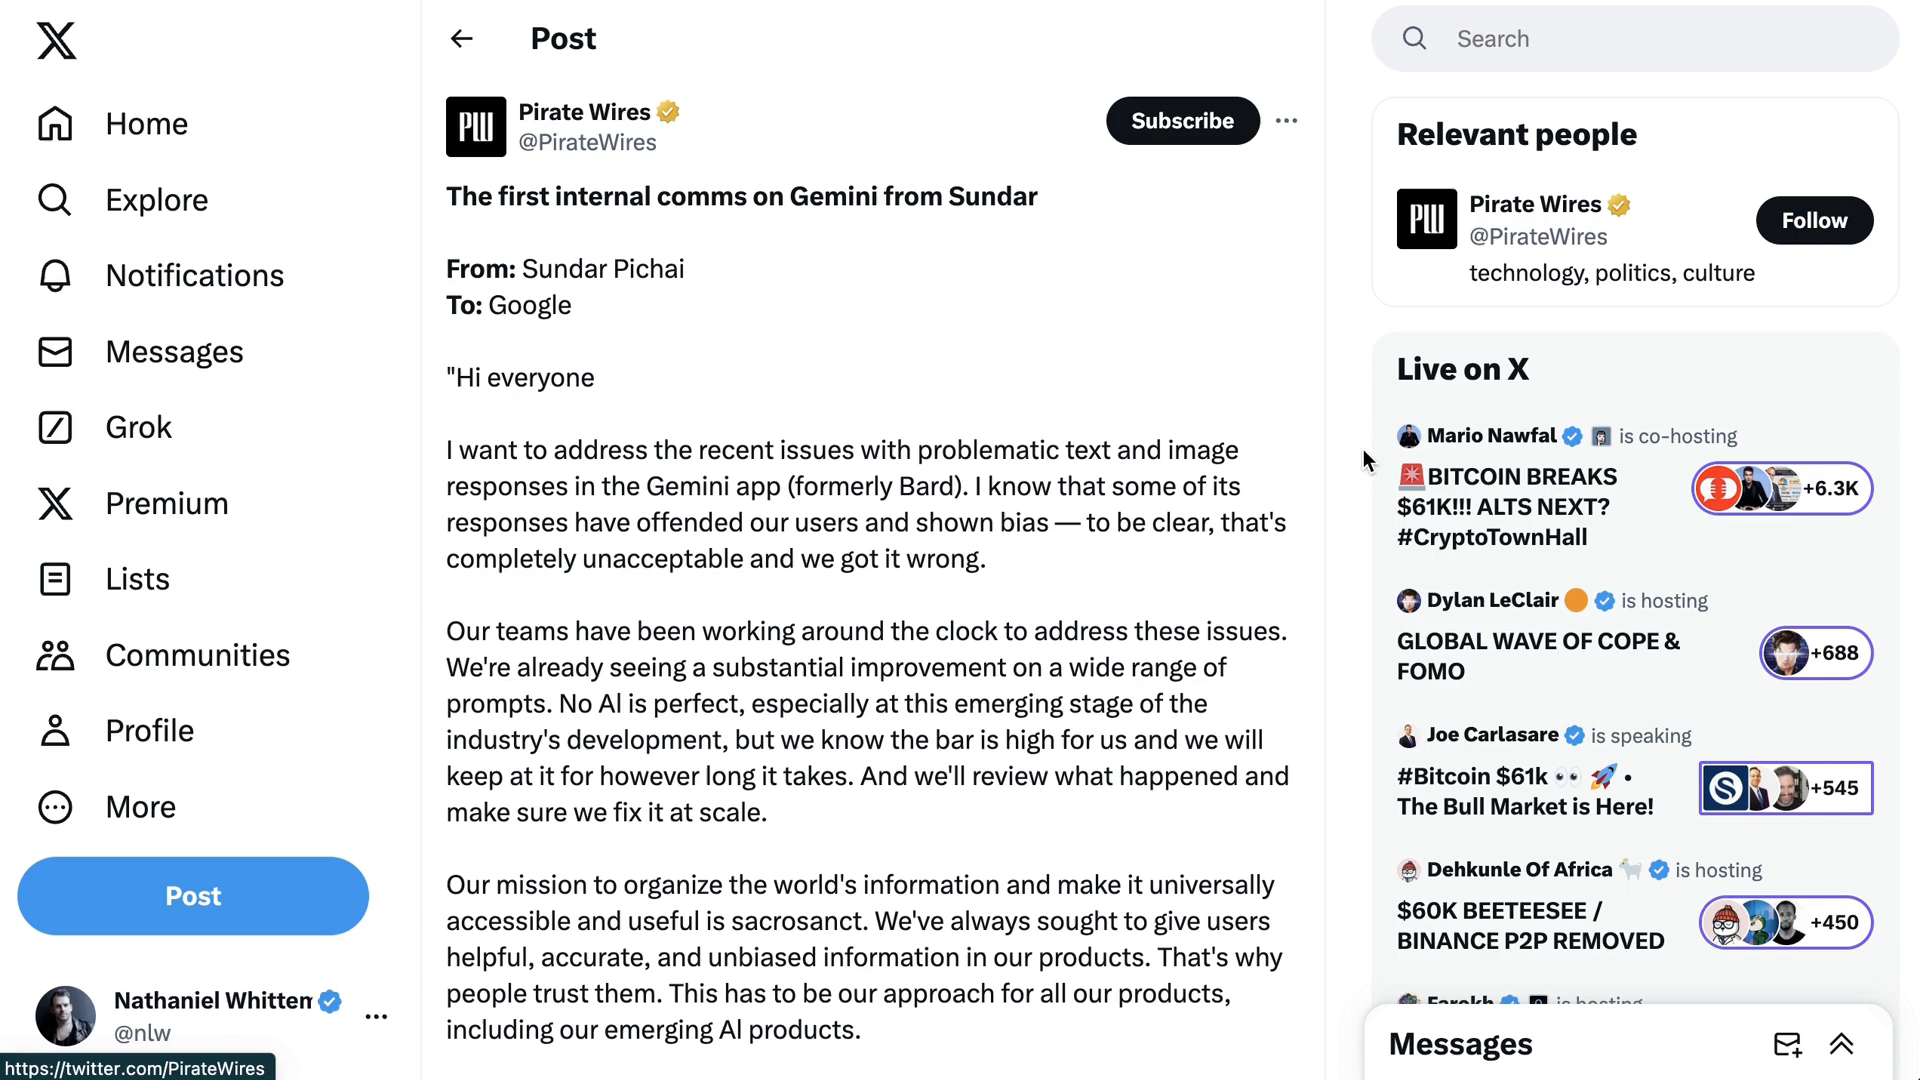 Home
Explore
Notifications
Messages
Grok
Premium
Lists
Communities
Profile
More
Post
Nathaniel Whitten
@nlw
https://twitter.com/PirateWires
Post
PW
Pirate Wires
@PirateWires
Subscribe
The first internal comms on Gemini from Sundar
From: Sundar Pichai
To: Google
"Hi everyone
I want to address the recent issues with problematic text and image
responses in the Gemini app (formerly Bard). I know that some of its
responses have offended our users and shown bias — to be clear, that's
completely unacceptable and we got it wrong.
Our teams have been working around the clock to address these issues.
We're already seeing a substantial improvement on a wide range of
prompts. No Al is perfect, especially at this emerging stage of the
industry's development, but we know the bar is high for us and we will
keep at it for however long it takes. And we'll review what happened and
make sure we fix it at scale.
Our mission to organize the world's information and make it universally
accessible and useful is sacrosanct. We've always sought to give users
helpful, accurate, and unbiased information in our products. That's why
people trust them. This has to be our approach for all our products,
including our emerging Al products.
Search
Relevant people
PW
Pirate Wires
@PirateWires
Follow
technology, politics, culture
Live on X
Mario Nawfal is co-hosting
🚨BITCOIN BREAKS
$61K!!! ALTS NEXT?
#CryptoTownHall
+6.3K
Dylan LeClair 🟠 is hosting
GLOBAL WAVE OF COPE &
FOMO
+688
Joe Carlasare is speaking
#Bitcoin $61k 👀 🚀 •
The Bull Market is Here!
+545
Dehkunle Of Africa 🐐 is hosting
$60K BEETEESEE /
BINANCE P2P REMOVED
+450
Farokh is hosting
Messages